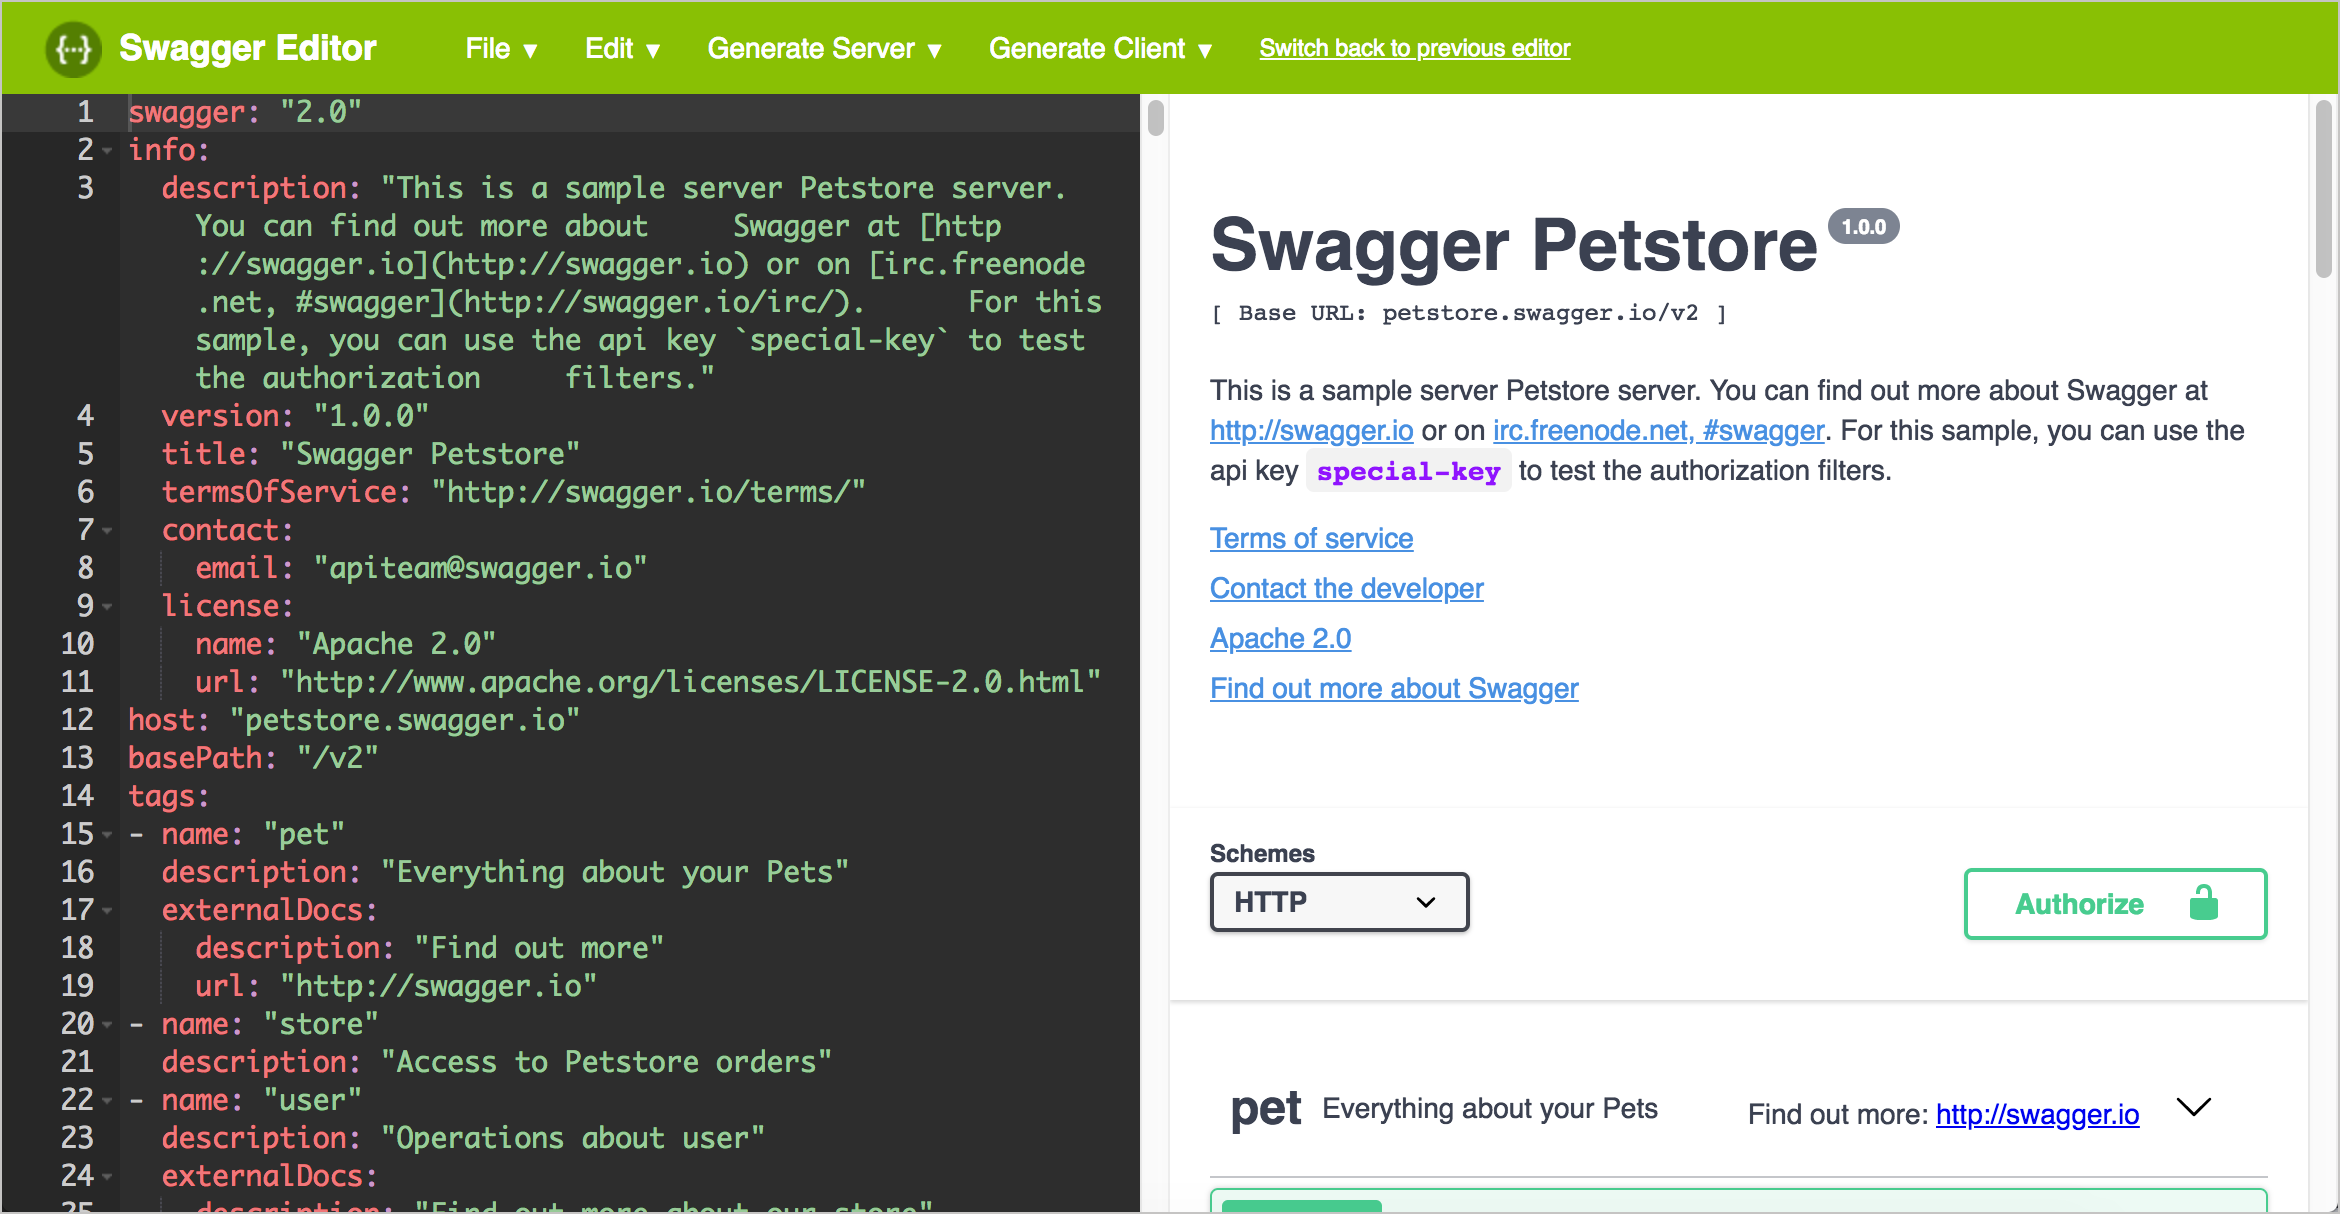 Swagger Editor File ▼ Edit ▼ Generate Server ▼ Generate Client ▼ Switch back to previous editor
1 swagger: "2.0"
2 info:
3 description: "This is a sample server Petstore server.
You can find out more about     Swagger at [http
://swagger.io](http://swagger.io) or on [irc.freenode
.net, #swagger](http://swagger.io/irc/).      For this
sample, you can use the api key `special-key` to test
the authorization     filters."
4 version: "1.0.0"
5 title: "Swagger Petstore"
6 termsOfService: "http://swagger.io/terms/"
7 contact:
8 email: "apiteam@swagger.io"
9 license:
10 name: "Apache 2.0"
11 url: "http://www.apache.org/licenses/LICENSE-2.0.html"
12 host: "petstore.swagger.io"
13 basePath: "/v2"
14 tags:
15 - name: "pet"
16 description: "Everything about your Pets"
17 externalDocs:
18 description: "Find out more"
19 url: "http://swagger.io"
20 - name: "store"
21 description: "Access to Petstore orders"
22 - name: "user"
23 description: "Operations about user"
24 externalDocs:
25 description: "Find out more about our store"
Swagger Petstore 1.0.0
[ Base URL: petstore.swagger.io/v2 ]
This is a sample server Petstore server. You can find out more about Swagger at
http://swagger.io or on irc.freenode.net, #swagger. For this sample, you can use the
api key special-key to test the authorization filters.
Terms of service
Contact the developer
Apache 2.0
Find out more about Swagger
Schemes
HTTP
Authorize
pet Everything about your Pets Find out more: http://swagger.io